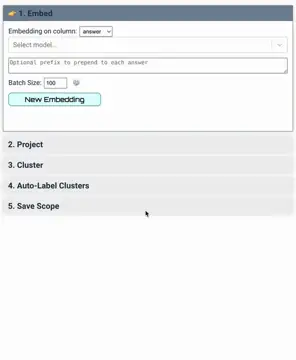 1. Embed
Embedding on column: answer
Select model...
Optional prefix to prepend to each answer
Batch Size: 100
New Embedding
2. Project
3. Cluster
4. Auto-Label Clusters
5. Save Scope